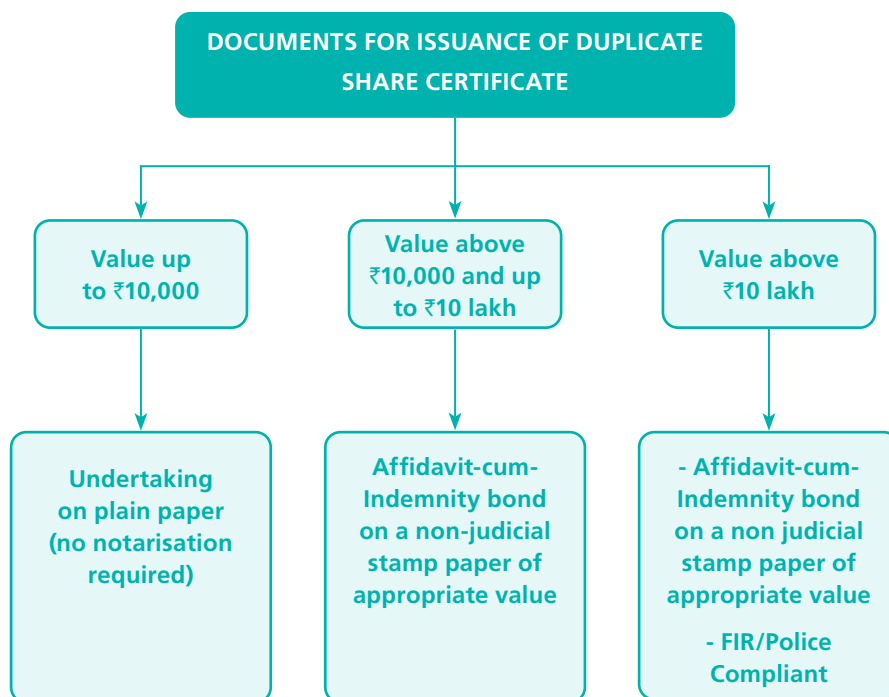 DOCUMENTS FOR ISSUANCE OF DUPLICATE
SHARE CERTIFICATE
Value up
to ₹10,000
Value above
₹10,000 and up
to ₹10 lakh
Value above
₹10 lakh
Undertaking
on plain paper
(no notarisation
required)
Affidavit-cum-
Indemnity bond
on a non-judicial
stamp paper of
appropriate value
- Affidavit-cum-
Indemnity bond
on a non judicial
stamp paper of
appropriate value
- FIR/Police
Compliant